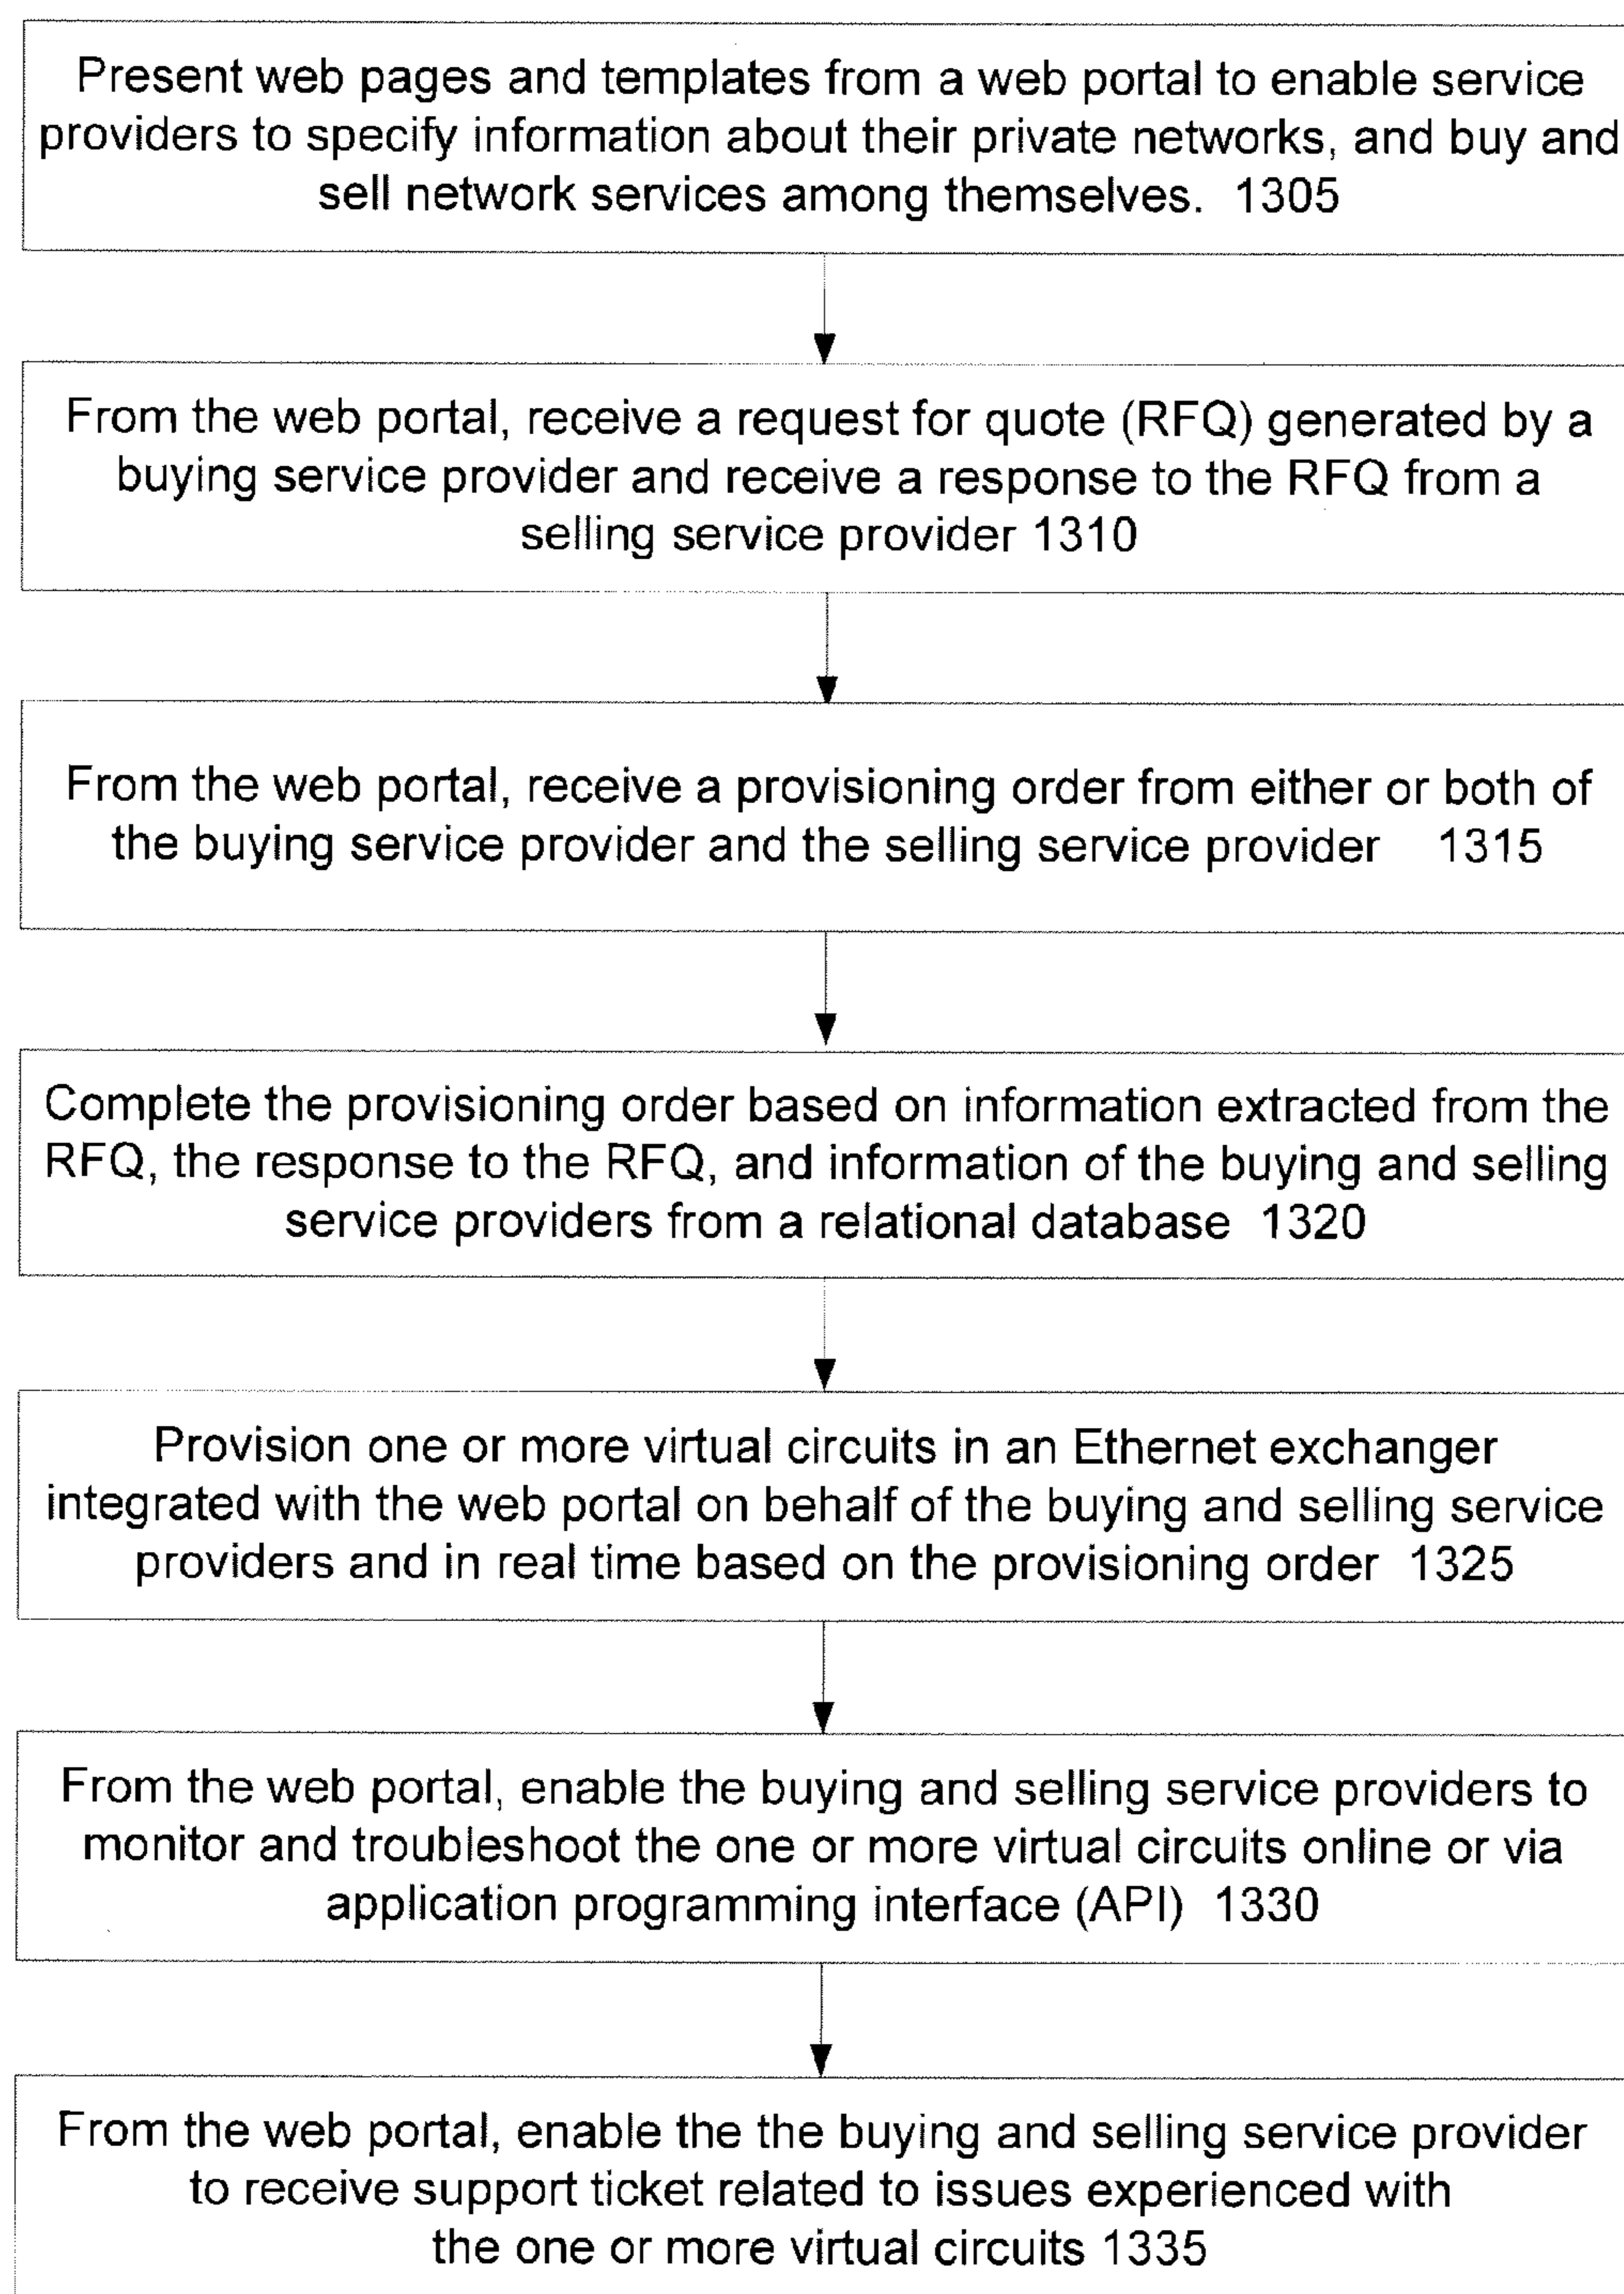 Present web pages and templates from a web portal to enable service
providers to specify information about their private networks, and buy and
sell network services among themselves. 1305
From the web portal, receive a request for quote (RFQ) generated by a
buying service provider and receive a response to the RFQ from a
selling service provider 1310
From the web portal, receive a provisioning order from either or both of
the buying service provider and the selling service provider 1315
Complete the provisioning order based on information extracted from the
RFQ, the response to the RFQ, and information of the buying and selling
service providers from a relational database 1320
Provision one or more virtual circuits in an Ethernet exchanger
integrated with the web portal on behalf of the buying and selling service
providers and in real time based on the provisioning order 1325
From the web portal, enable the buying and selling service providers to
monitor and troubleshoot the one or more virtual circuits online or via
application programming interface (API) 1330
From the web portal, enable the the buying and selling service provider
to receive support ticket related to issues experienced with
the one or more virtual circuits 1335